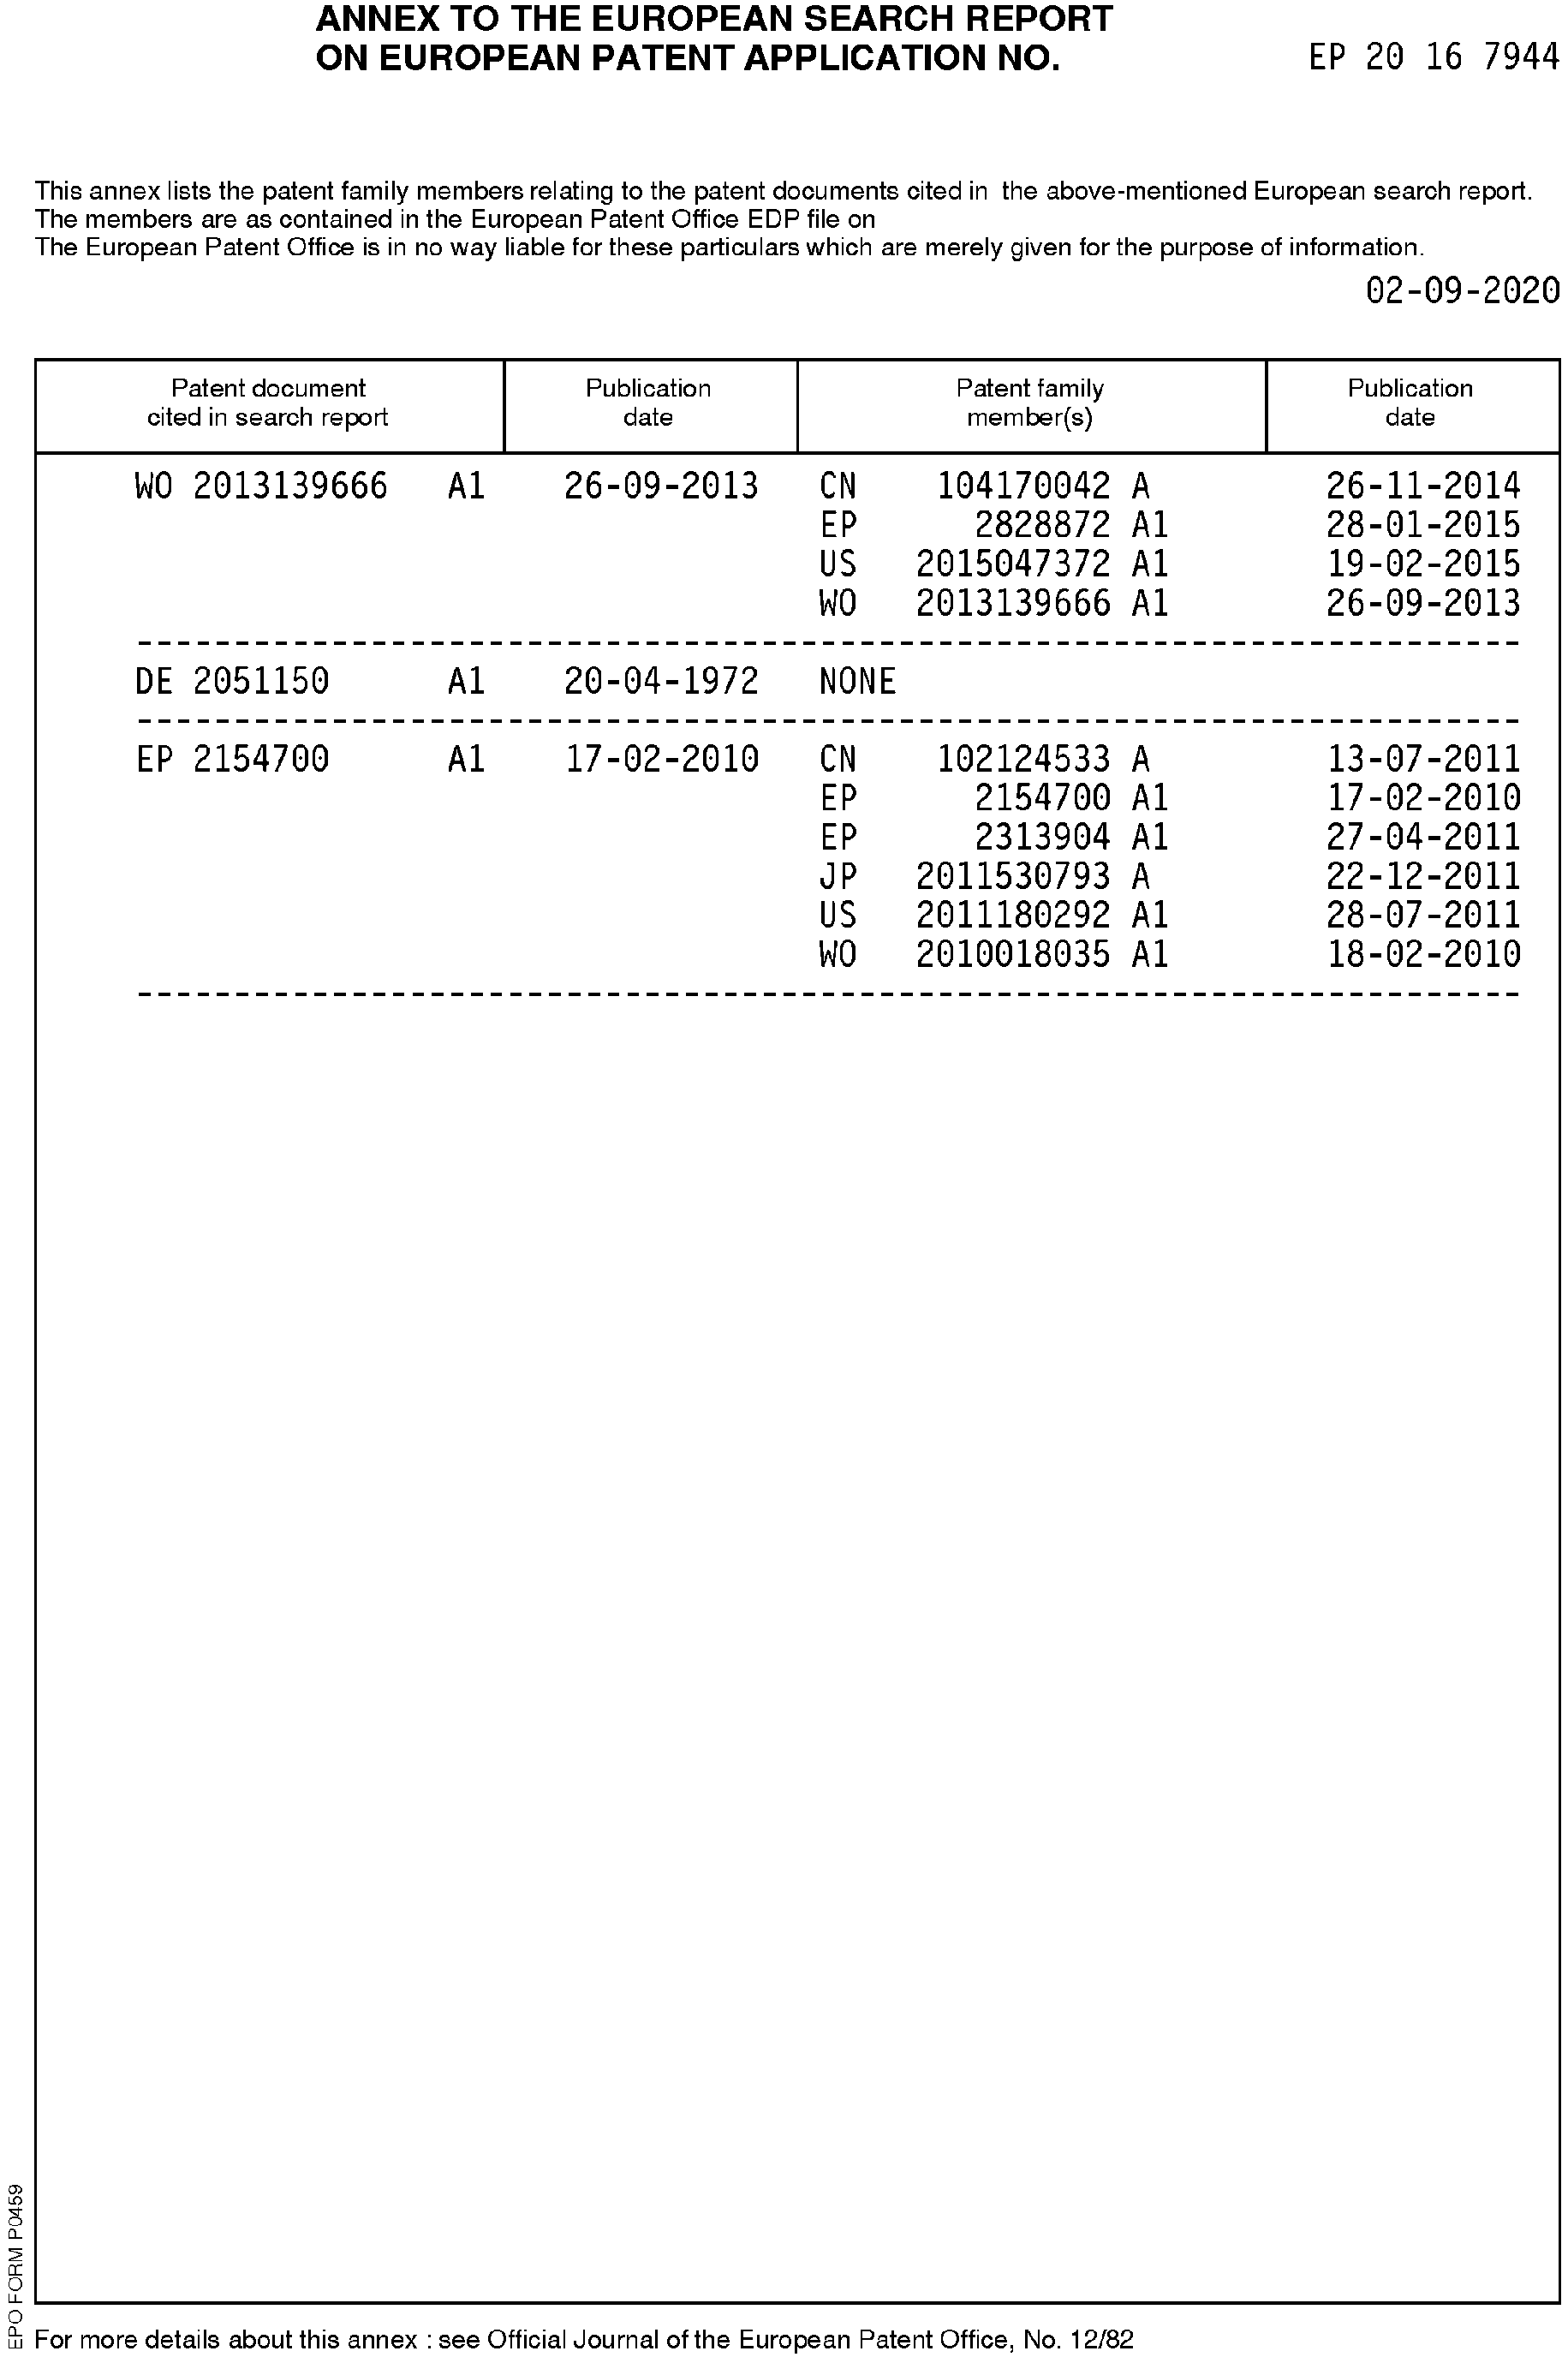 ANNEX TO THE EUROPEAN SEARCH REPORT
ON EUROPEAN PATENT APPLICATION NO. EP 20 16 7944
This annex lists the patent family members relating to the patent documents cited in the above-mentioned European search report.
The members are as contained in the European Patent Office EDP file on
The European Patent Office is in no way liable for these particulars which are merely given for the purpose of information.
02-09-2020
Patent document cited in search report Publication date Patent family member(s) Publication date
WO 2013139666 A1 26-09-2013 CN 104170042 A 26-11-2014
EP 2828872 A1 28-01-2015
US 2015047372 A1 19-02-2015
WO 2013139666 A1 26-09-2013
DE 2051150 A1 20-04-1972 NONE
EP 2154700 A1 17-02-2010 CN 102124533 A 13-07-2011
EP 2154700 A1 17-02-2010
EP 2313904 A1 27-04-2011
JP 2011530793 A 22-12-2011
US 2011180292 A1 28-07-2011
WO 2010018035 A1 18-02-2010
EPO FORM P0459
For more details about this annex : see Official Journal of the European Patent Office, No. 12/82